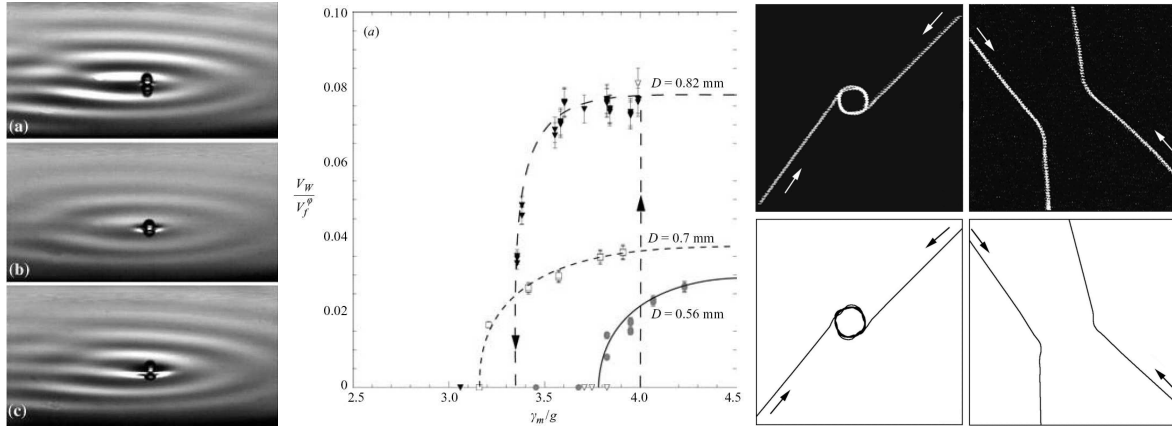 (a)
(b)
(c)
0.10
0.08
0.06
0.04
0.02
0
(a)
V_W
V_f^φ
D = 0.82 mm
D = 0.7 mm
D = 0.56 mm
2.5
3.0
3.5
4.0
4.5
γ_m/g